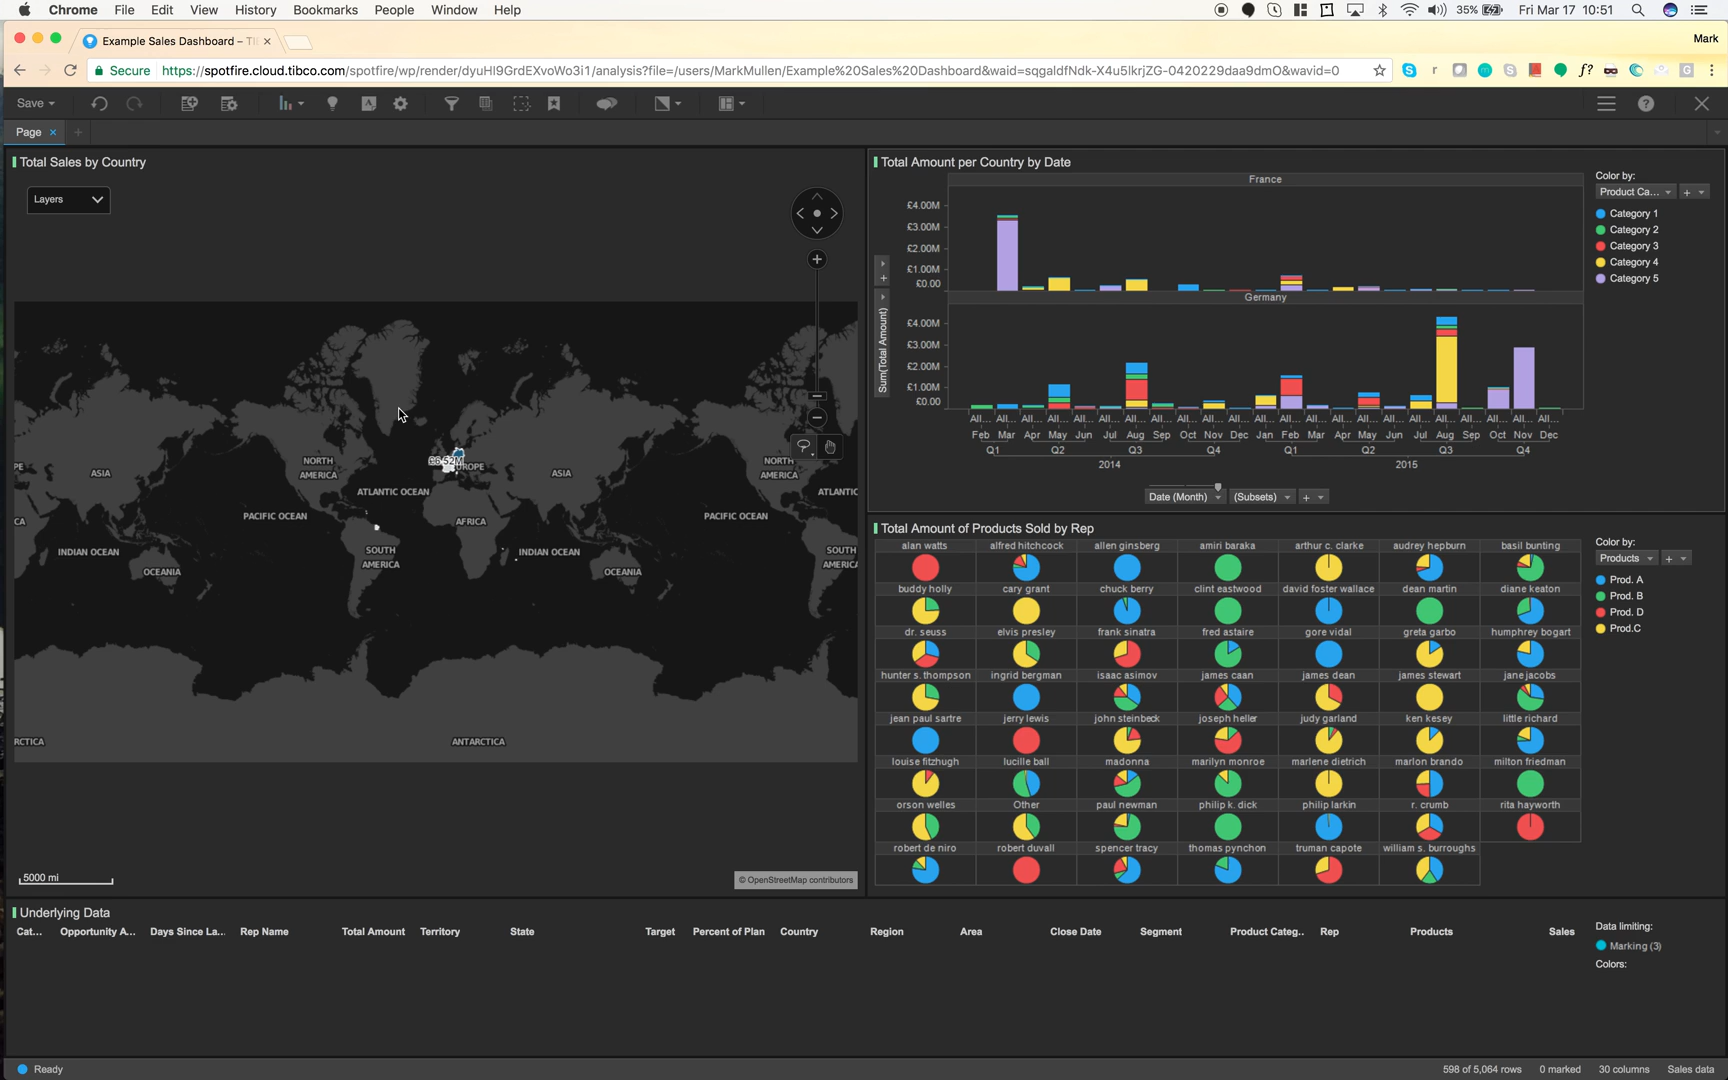 Chrome File Edit View History Bookmarks People Window Help
35% Fri Mar 17 10:51
Example Sales Dashboard – TI
Mark
Secure https://spotfire.cloud.tibco.com/spotfire/wp/render/dyuHl9GrdEXvoWo3i1/analysis?file=/users/MarkMullen/Example%20Sales%20Dashboard&waid=sqgaldfNdk-X4u5lkrjZG-0420229daa9dmO&wavid=0
Save
Page
Total Sales by Country
Layers
ASIA
NORTH AMERICA
ATLANTIC OCEAN
PACIFIC OCEAN
£6.52M
AFRICA
ASIA
NORTH AMERICA
PACIFIC OCEAN
INDIAN OCEAN
OCEANIA
SOUTH AMERICA
INDIAN OCEAN
OCEANIA
ANTARCTICA
5000 mi
© OpenStreetMap contributors
Total Amount per Country by Date
France
£4.00M
£3.00M
£2.00M
£1.00M
£0.00
Germany
£4.00M
£3.00M
£2.00M
£1.00M
£0.00
Sum(Total Amount)
All... All... All... All... All... All... All... All... All... All... All... All... All... All... All... All... All... All... All... All... All... All... All...
Feb Mar Apr May Jun Jul Aug Sep Oct Nov Dec Jan Feb Mar Apr May Jun Jul Aug Sep Oct Nov Dec
Q1 Q2 Q3 Q4 Q1 Q2 Q3 Q4
2014 2015
Date (Month) (Subsets) +
Color by:
Product Ca... +
Category 1
Category 2
Category 3
Category 4
Category 5
Total Amount of Products Sold by Rep
alan watts alfred hitchcock allen ginsberg amiri baraka arthur c. clarke audrey hepburn basil bunting
buddy holly cary grant chuck berry clint eastwood david foster wallace dean martin diane keaton
dr. seuss elvis presley frank sinatra fred astaire gore vidal greta garbo humphrey bogart
hunter s. thompson ingrid bergman isaac asimov james caan james dean james stewart jane jacobs
jean paul sartre jerry lewis john steinbeck joseph heller judy garland ken kesey little richard
louise fitzhugh lucille ball madonna marilyn monroe marlene dietrich marlon brando milton friedman
orson welles Other paul newman philip k. dick philip larkin r. crumb rita hayworth
robert de niro robert duvall spencer tracy thomas pynchon truman capote william s. burroughs
Color by:
Products +
Prod. A
Prod. B
Prod. D
Prod.C
Underlying Data
Cat... Opportunity A... Days Since La... Rep Name Total Amount Territory State Target Percent of Plan Country Region Area Close Date Segment Product Categ.. Rep Products Sales
Data limiting:
Marking (3)
Colors:
Ready
598 of 5,064 rows 0 marked 30 columns Sales data